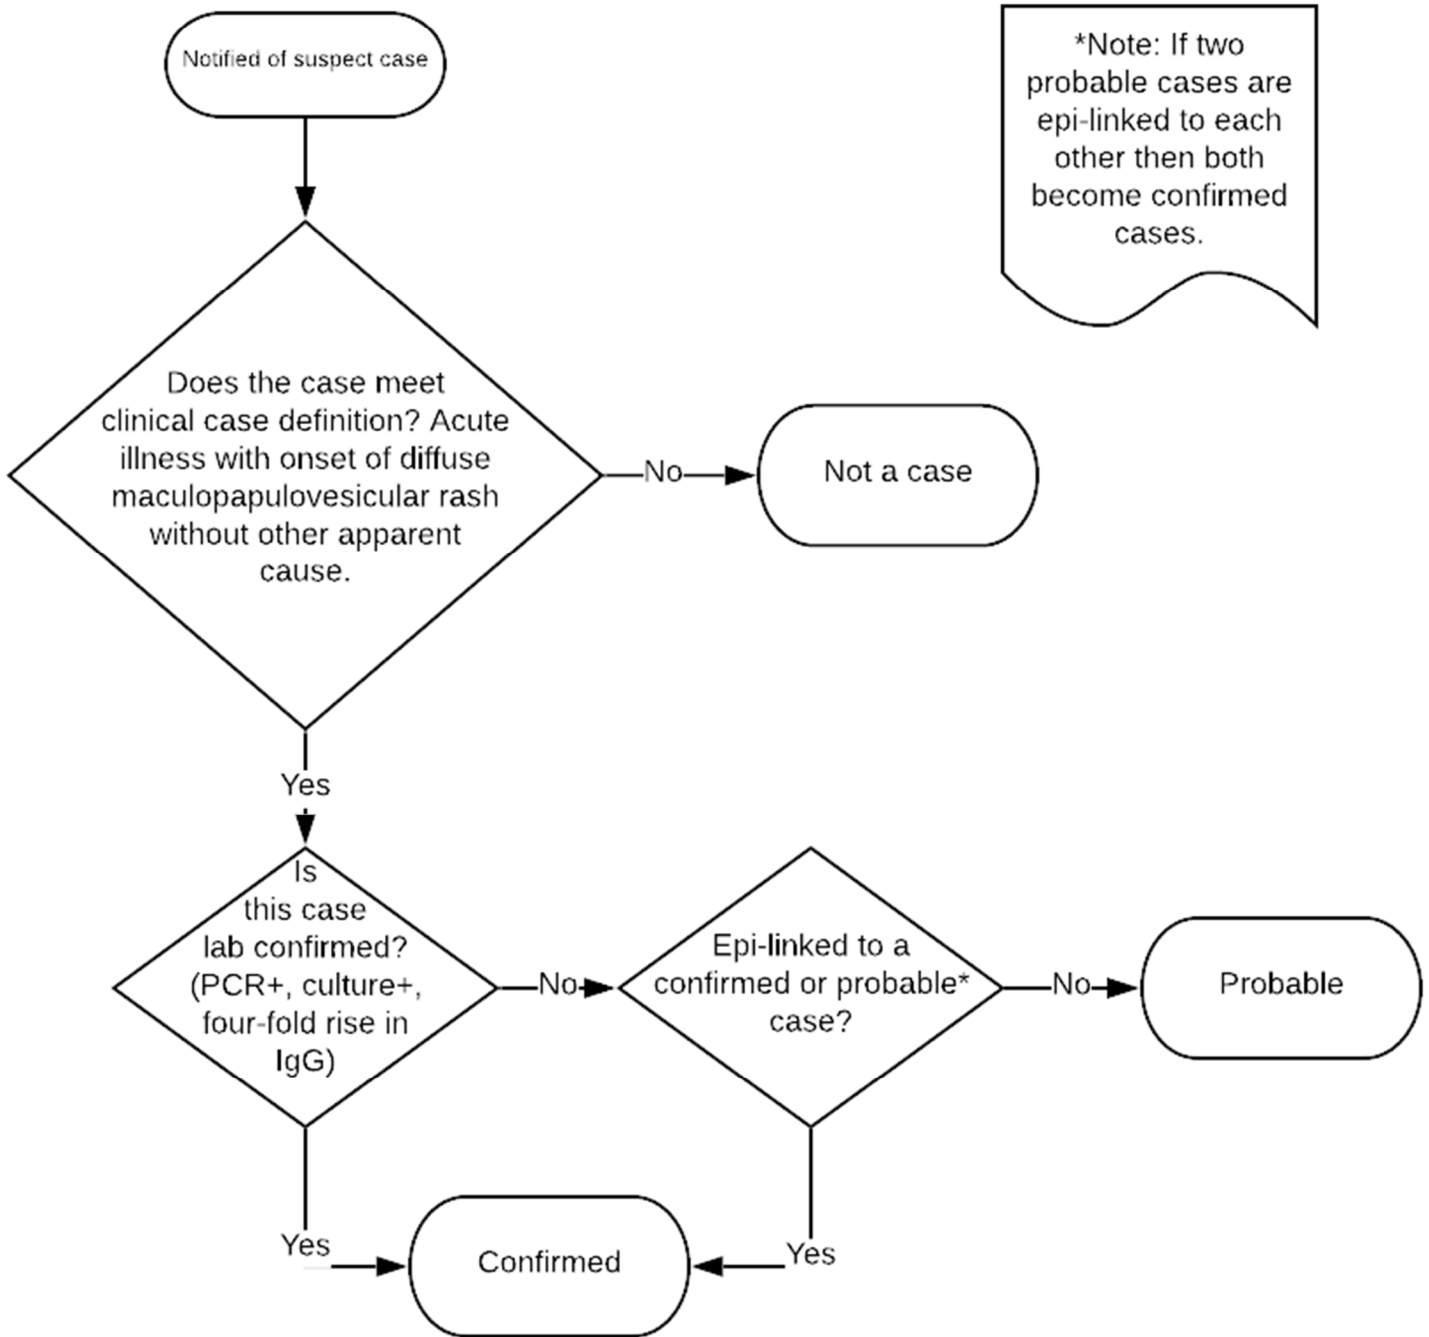 Notified of suspect case
*Note: If two
probable cases are
epi-linked to each
other then both
become confirmed
cases.
Does the case meet
clinical case definition? Acute
illness with onset of diffuse
maculopapulovesicular rash
without other apparent
cause.
No
Not a case
Yes
Is
this case
lab confirmed?
(PCR+, culture+,
four-fold rise in
IgG)
No
Epi-linked to a
confirmed or probable*
case?
No
Probable
Yes
Confirmed
Yes